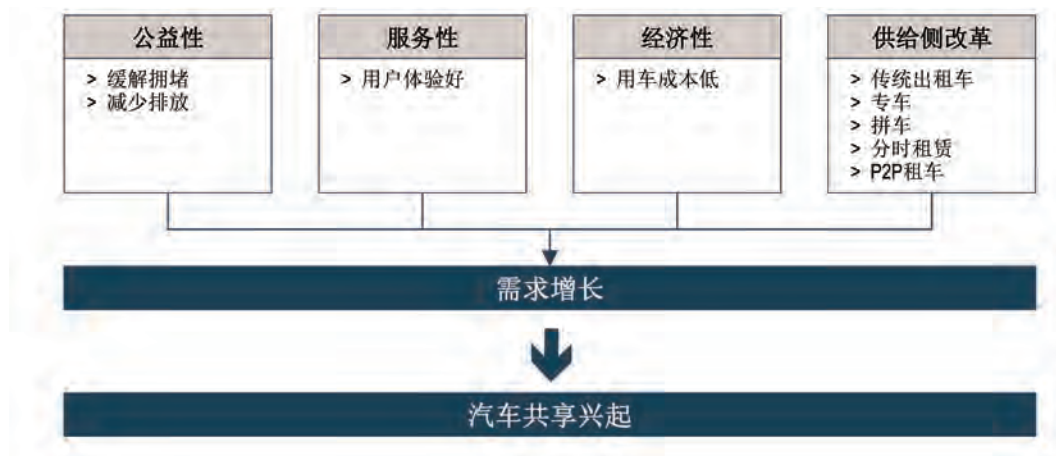 公益性
> 缓解拥堵
> 减少排放
服务性
> 用户体验好
经济性
> 用车成本低
供给侧改革
> 传统出租车
> 专车
> 拼车
> 分时租赁
> P2P租车
需求增长
汽车共享兴起